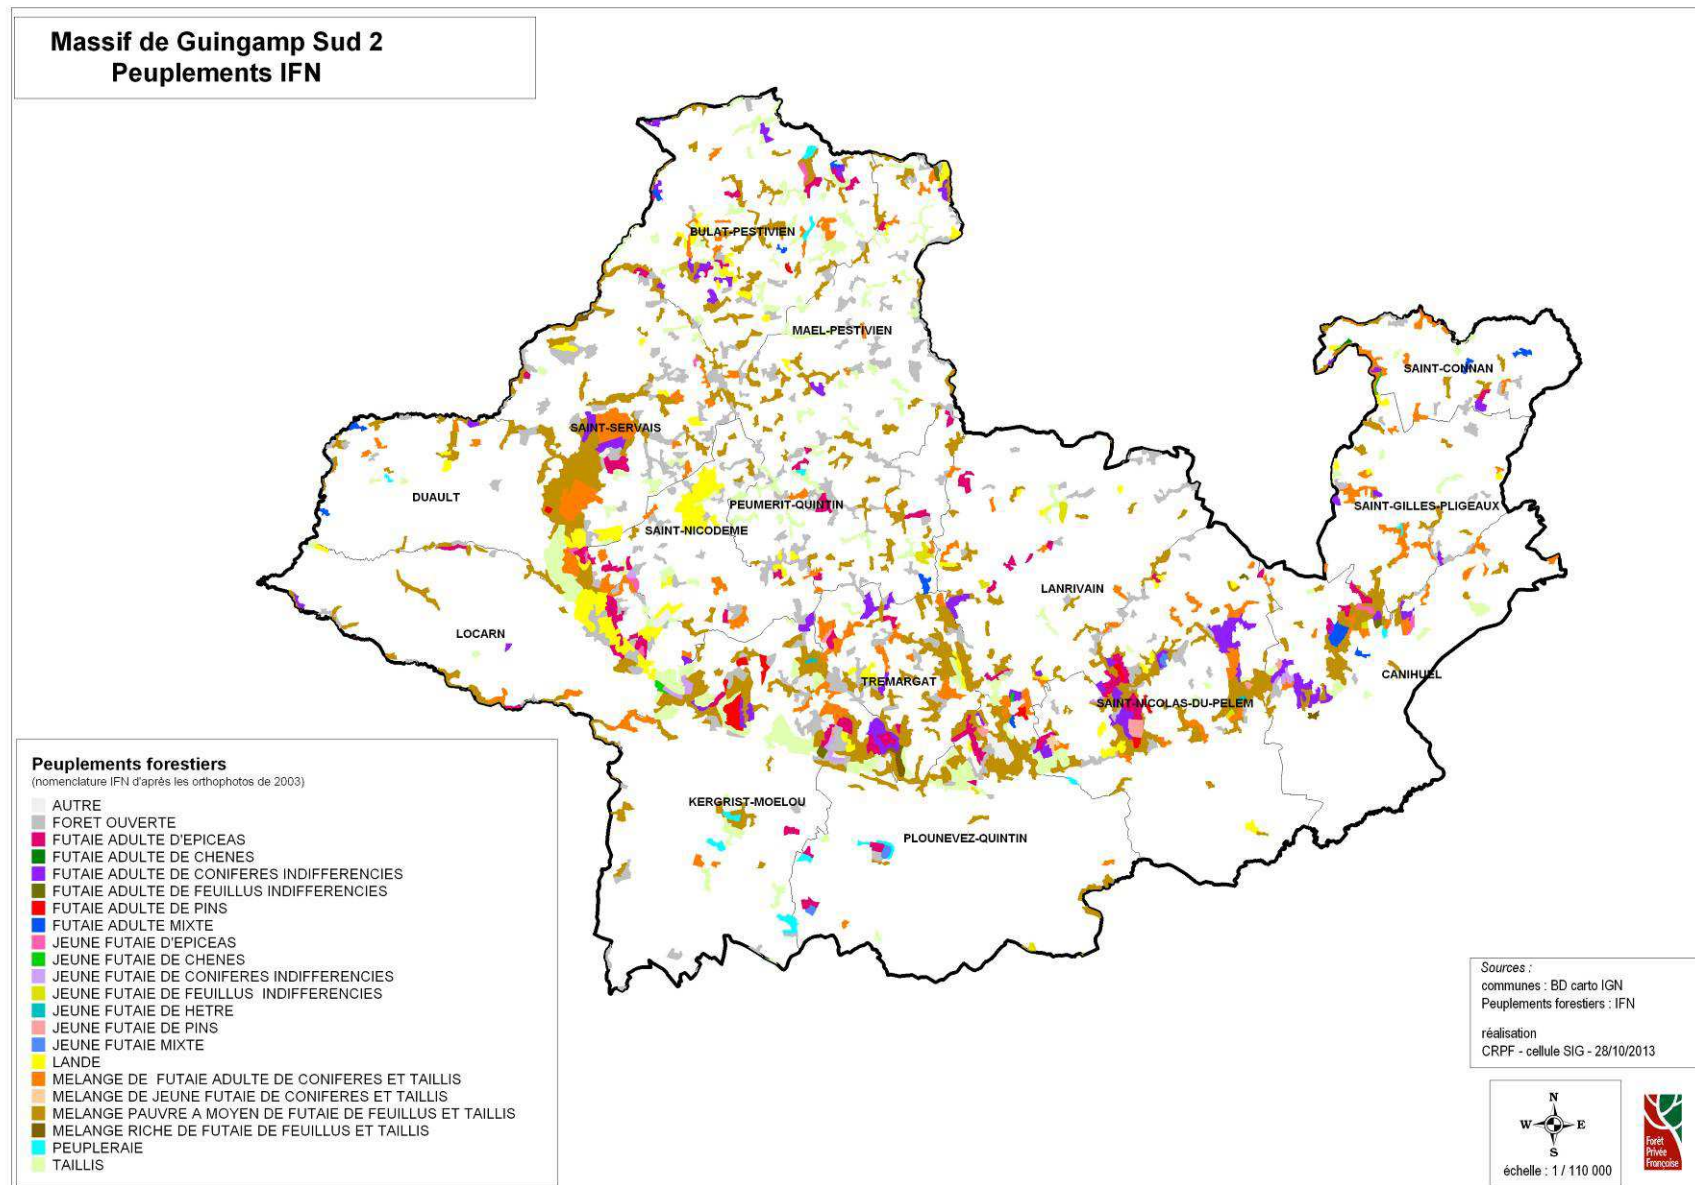 Massif de Guingamp Sud 2
Peuplements IFN
BULAT-PESTIVIEN
MAEL-PESTIVIEN
SAINT-CONNAN
SAINT-SERVAIS
DUAULT
PEUMERIT-QUINTIN
SAINT-GILLES-PLIGEAUX
SAINT-NICODEME
LANRIVAIN
LOCARN
TREMARGAT
CANIHUEL
SAINT-NICOLAS-DU-PELEM
KERGRIST-MOELOU
PLOUNEVEZ-QUINTIN
Peuplements forestiers
(nomenclature IFN d'après les orthophotos de 2003)
AUTRE
FORET OUVERTE
FUTAIE ADULTE D'EPICEAS
FUTAIE ADULTE DE CHENES
FUTAIE ADULTE DE CONIFERES INDIFFERENCIES
FUTAIE ADULTE DE FEUILLUS INDIFFERENCIES
FUTAIE ADULTE DE PINS
FUTAIE ADULTE MIXTE
JEUNE FUTAIE D'EPICEAS
JEUNE FUTAIE DE CHENES
JEUNE FUTAIE DE CONIFERES INDIFFERENCIES
JEUNE FUTAIE DE FEUILLUS INDIFFERENCIES
JEUNE FUTAIE DE HETRE
JEUNE FUTAIE DE PINS
JEUNE FUTAIE MIXTE
LANDE
MELANGE DE FUTAIE ADULTE DE CONIFERES ET TAILLIS
MELANGE DE JEUNE FUTAIE DE CONIFERES ET TAILLIS
MELANGE PAUVRE A MOYEN DE FUTAIE DE FEUILLUS ET TAILLIS
MELANGE RICHE DE FUTAIE DE FEUILLUS ET TAILLIS
PEUPLERAIE
TAILLIS
Sources :
communes : BD carto IGN
Peuplements forestiers : IFN
réalisation
CRPF - cellule SIG - 28/10/2013
N
W E
S
échelle : 1 / 110 000
Forêt
Privée
Française